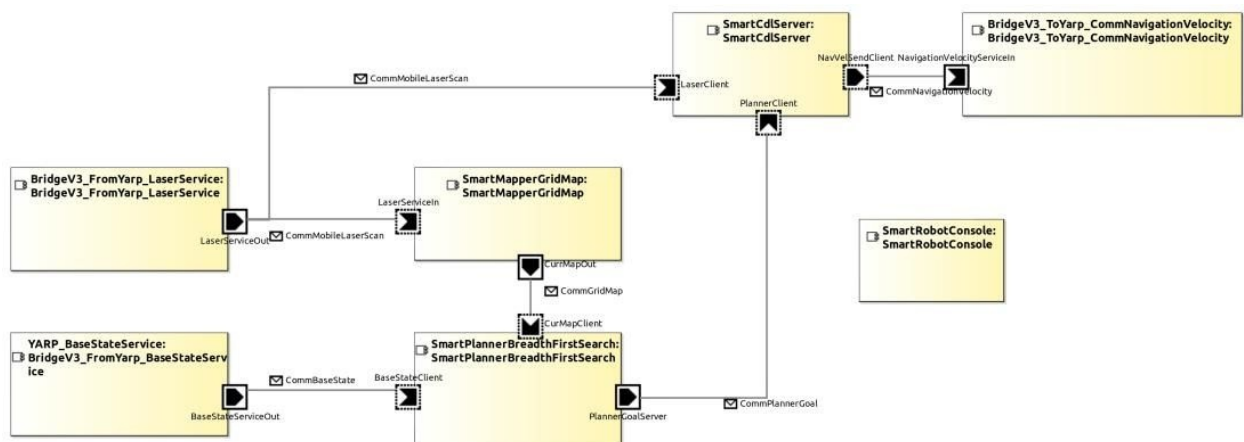 SmartCdlServer:
SmartCdlServer
BridgeV3_ToYarp_CommNavigationVelocity:
BridgeV3_ToYarp_CommNavigationVelocity
NavVelSendClient
NavigationVelocityServiceIn
CommMobileLaserScan
LaserClient
CommNavigationVelocity
PlannerClient
BridgeV3_FromYarp_LaserService:
BridgeV3_FromYarp_LaserService
SmartMapperGridMap:
SmartMapperGridMap
LaserServiceIn
LaserServiceOut
CommMobileLaserScan
SmartRobotConsole:
SmartRobotConsole
CurrMapOut
CommGridMap
CurMapClient
YARP_BaseStateService:
BridgeV3_FromYarp_BaseStateServ
ice
SmartPlannerBreadthFirstSearch:
SmartPlannerBreadthFirstSearch
CommBaseState
BaseStateClient
BaseStateServiceOut
PlannerGoalServer
CommPlannerGoal